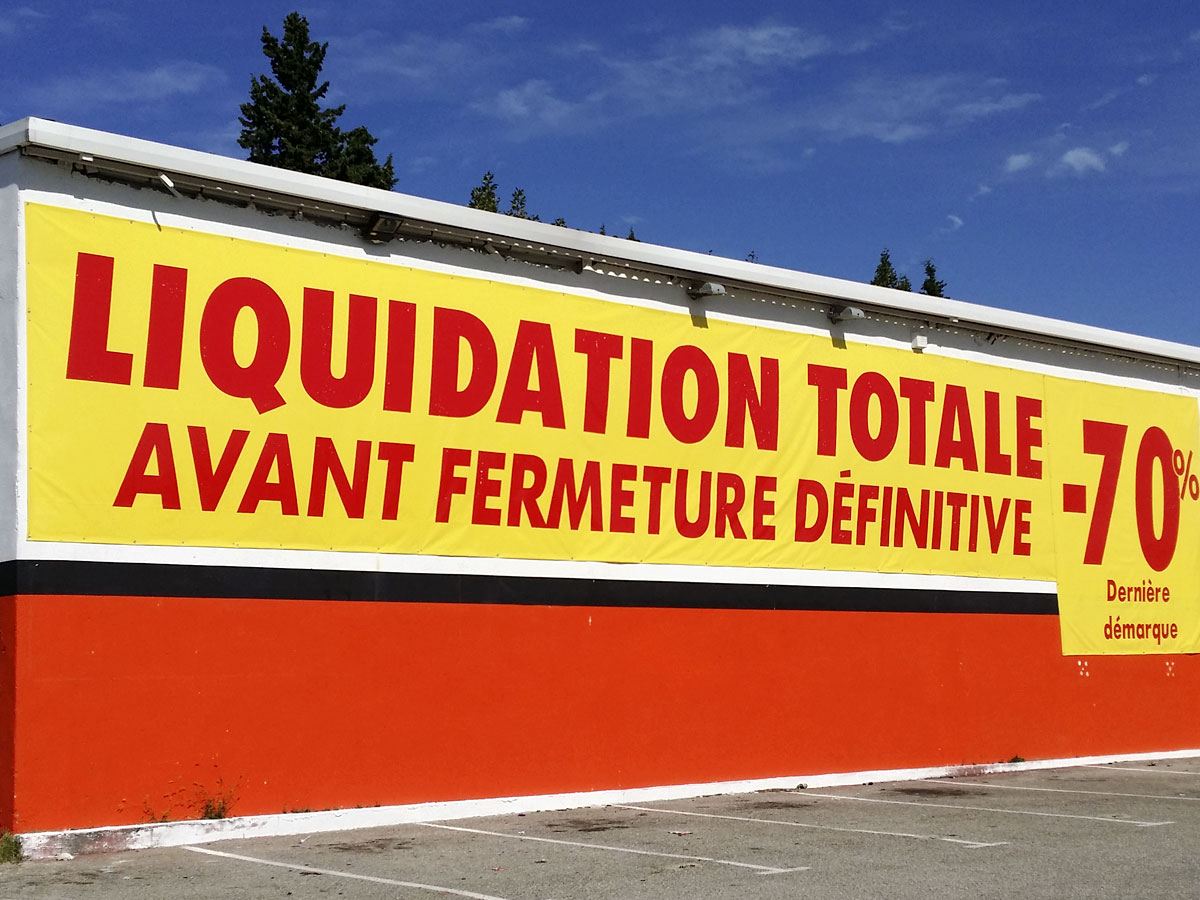 LIQUIDATION TOTALE
AVANT FERMETURE DÉFINITIVE
-70%
Dernière
démarque